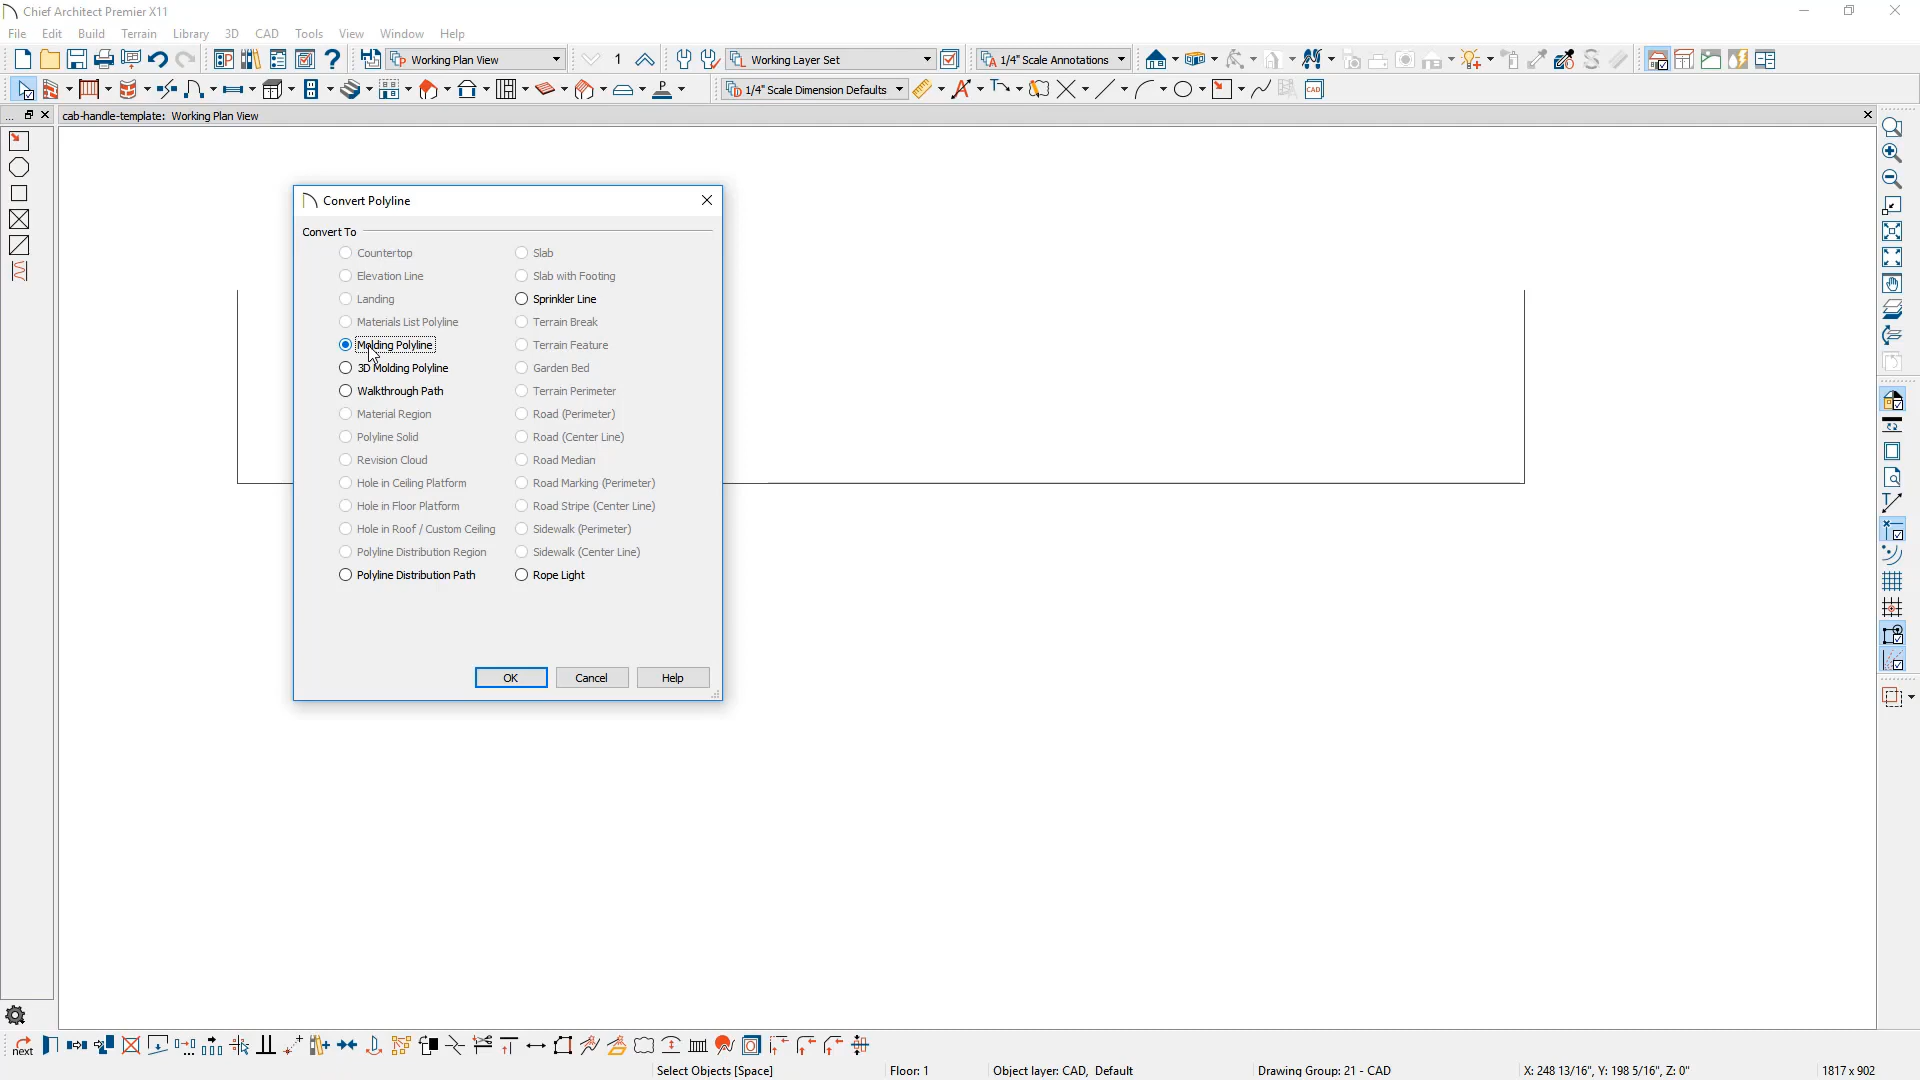 Chief Architect Premier X11
File Edit Build Terrain Library 3D CAD Tools View Window Help
Working Plan View 1 Working Layer Set 1/4" Scale Annotations
1/4" Scale Dimension Defaults CAD
... cab-handle-template: Working Plan View
Convert Polyline
Convert To
Countertop Slab
Elevation Line Slab with Footing
Landing Sprinkler Line
Materials List Polyline Terrain Break
Molding Polyline Terrain Feature
3D Molding Polyline Garden Bed
Walkthrough Path Terrain Perimeter
Material Region Road (Perimeter)
Polyline Solid Road (Center Line)
Revision Cloud Road Median
Hole in Ceiling Platform Road Marking (Perimeter)
Hole in Floor Platform Road Stripe (Center Line)
Hole in Roof / Custom Ceiling Sidewalk (Perimeter)
Polyline Distribution Region Sidewalk (Center Line)
Polyline Distribution Path Rope Light
OK Cancel Help
next
Select Objects [Space] Floor: 1 Object layer: CAD, Default Drawing Group: 21 - CAD X: 248 13/16", Y: 198 5/16", Z: 0" 1817 x 902